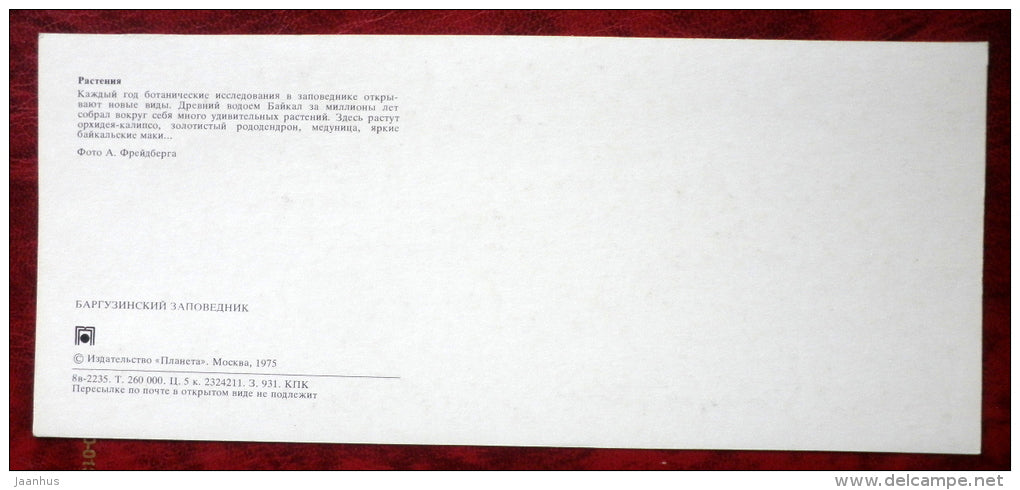 Растения
Каждый год ботанические исследования в заповеднике откры-
вают новые виды. Древний водоем Байкал за миллионы лет
собрал вокруг себя много удивительных растений. Здесь растут
орхидея-калипсо, золотистый рододендрон, медуница, яркие
байкальские маки...
Фото А. Фрейдберга
БАРГУЗИНСКИЙ ЗАПОВЕДНИК
© Издательство «Планета». Москва, 1975
8в-2235. Т. 260 000. Ц. 5 к. 2324211. З. 931. КПК
Пересылке по почте в открытом виде не подлежит
jaanhus
www.delcampe.net